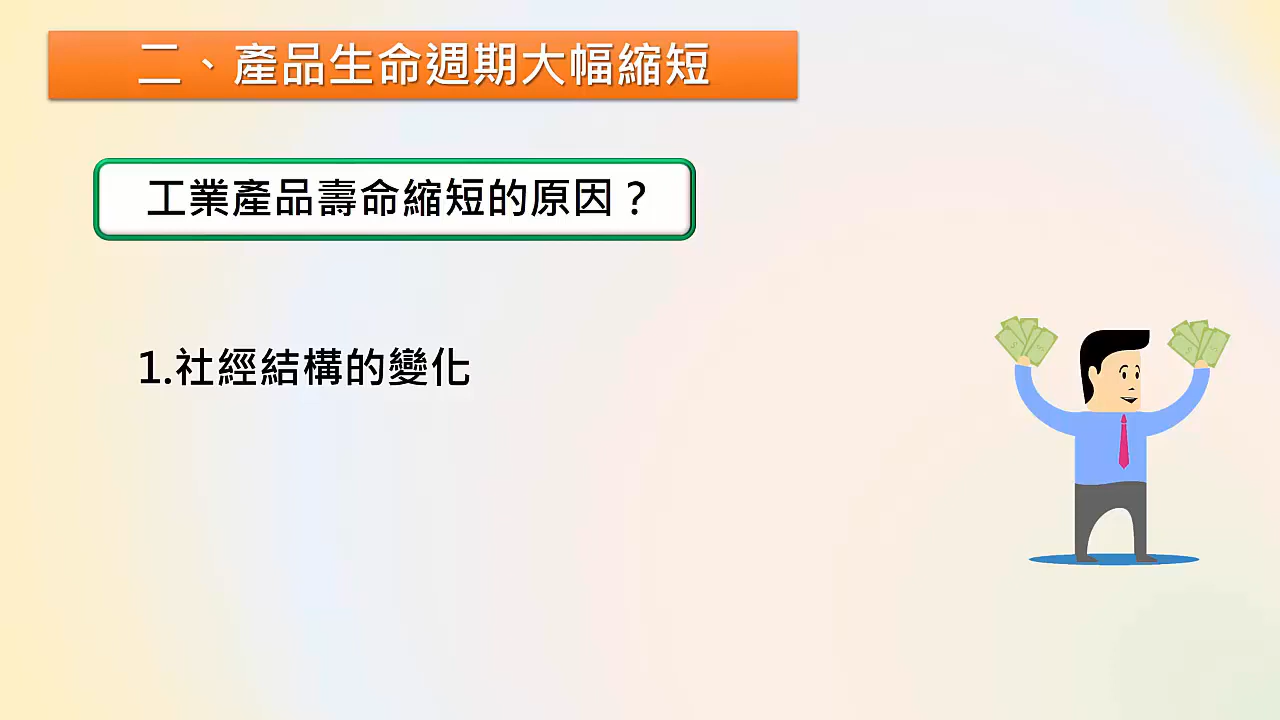 二、產品生命週期大幅縮短
工業產品壽命縮短的原因？
1.社經結構的變化